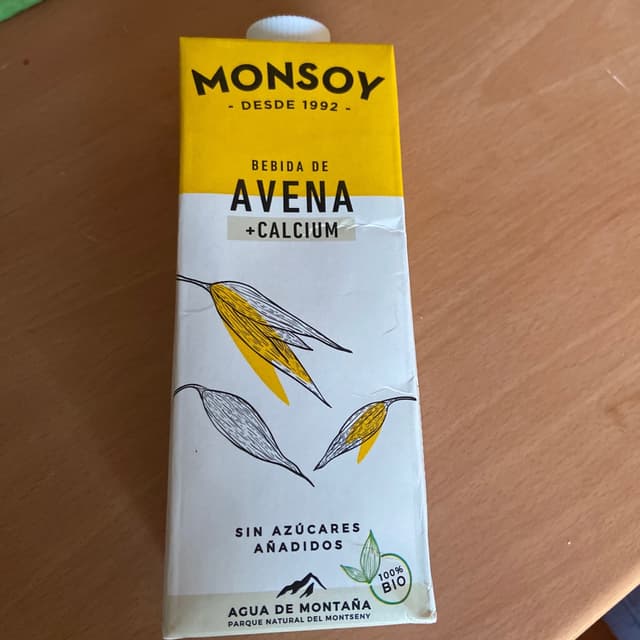 MONSOY
- DESDE 1992 -
BEBIDA DE
AVENA
+CALCIUM
SIN AZÚCARES
AÑADIDOS
100%
BIO
AGUA DE MONTAÑA
PARQUE NATURAL DEL MONTSENY